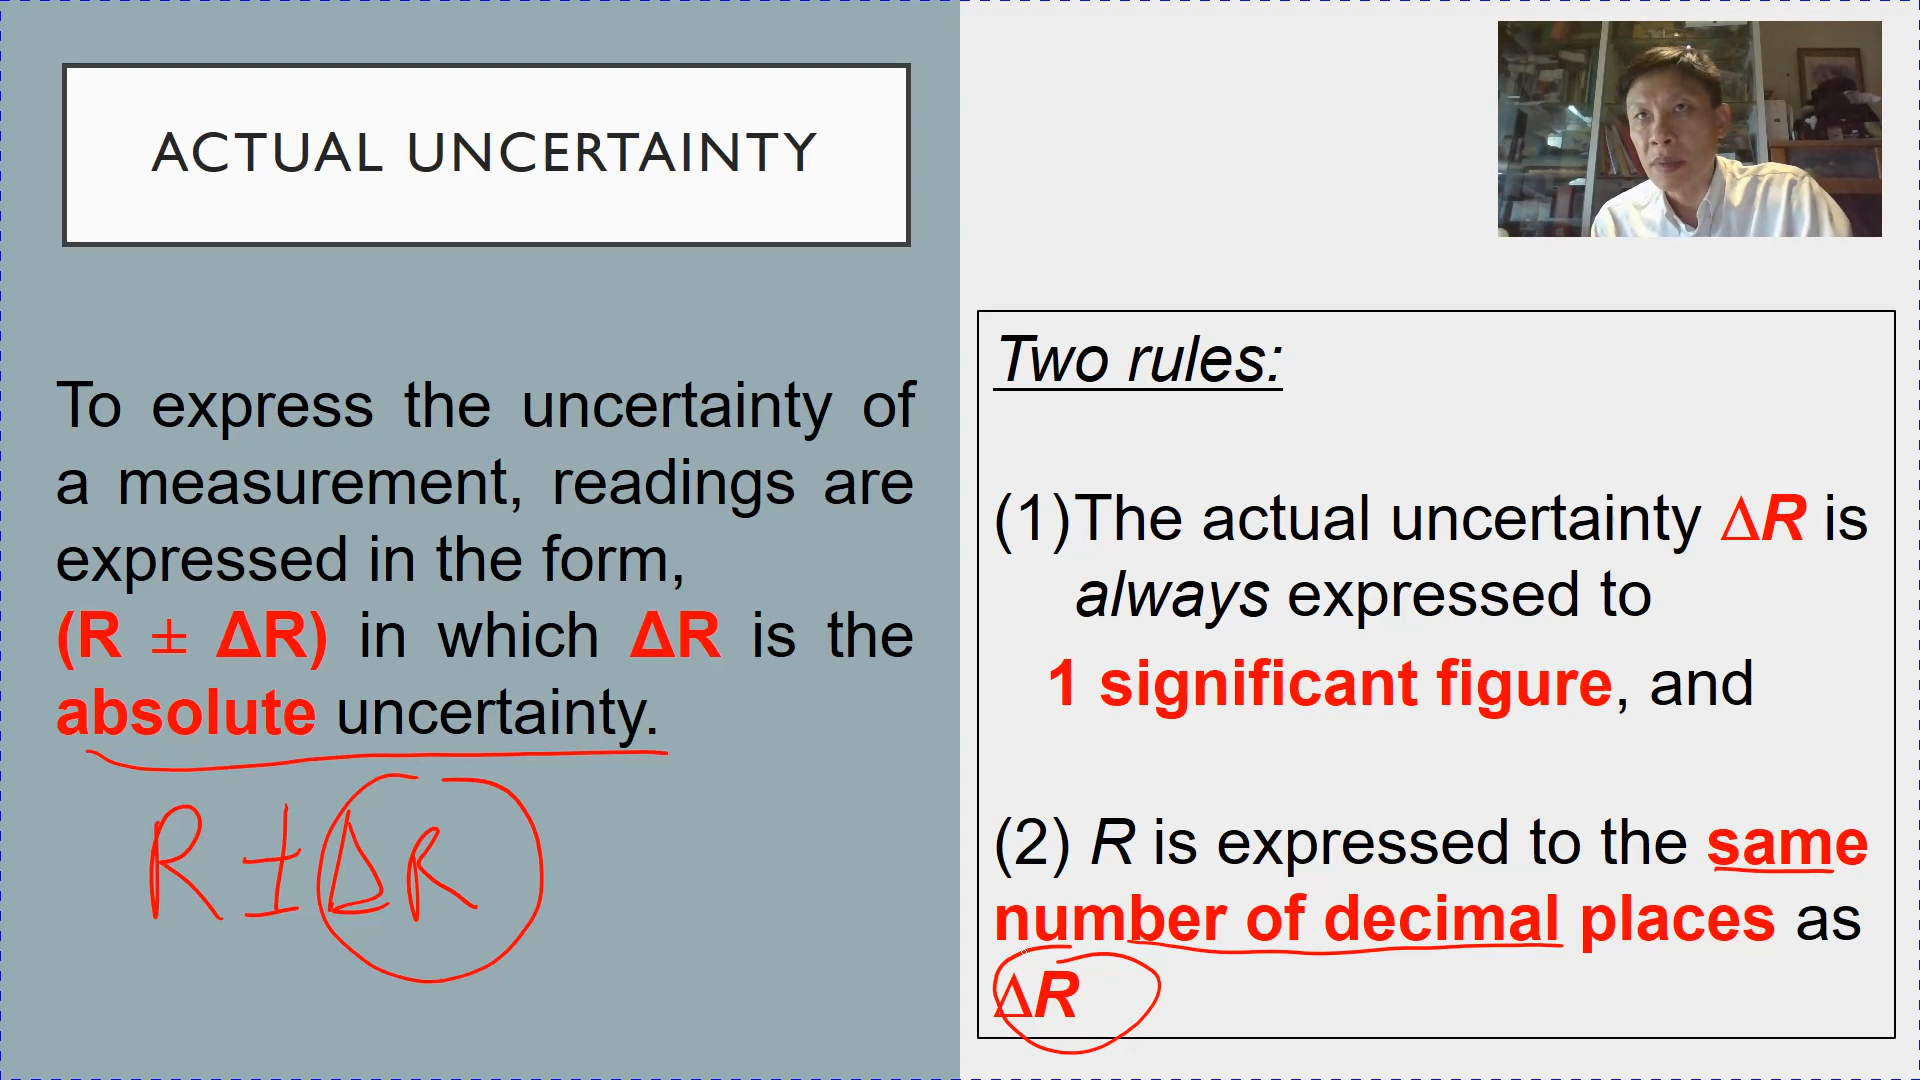 ACTUAL UNCERTAINTY
To express the uncertainty of
a measurement, readings are
expressed in the form,
(R ± ΔR) in which ΔR is the
absolute uncertainty.
R ± ΔR
Two rules:
(1)The actual uncertainty ΔR is
always expressed to
1 significant figure, and
(2) R is expressed to the same
number of decimal places as
ΔR